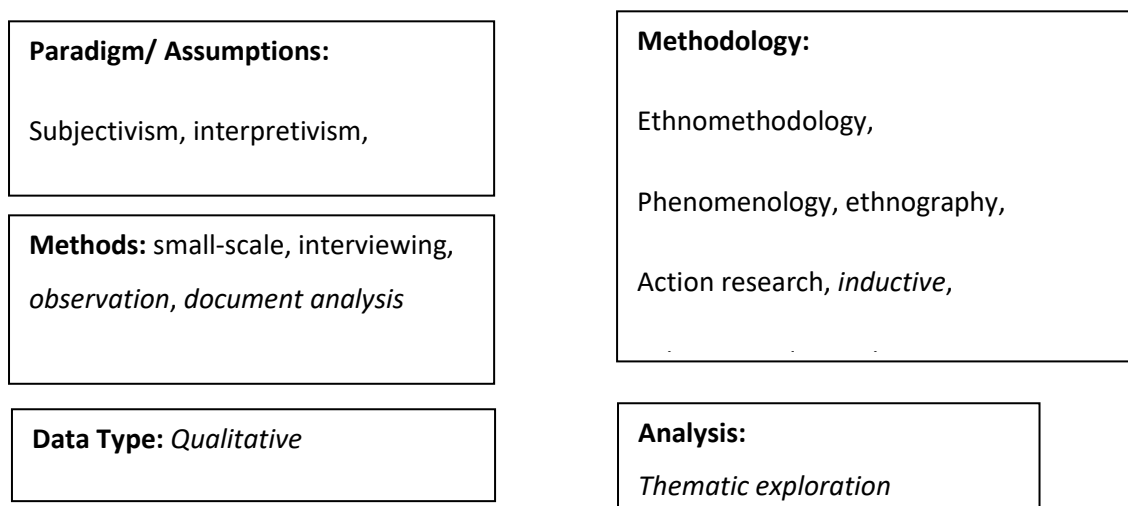 Paradigm/ Assumptions:
Subjectivism, interpretivism,
Methods: small-scale, interviewing,
observation, document analysis
Data Type: Qualitative
Methodology:
Ethnomethodology,
Phenomenology, ethnography,
Action research, inductive,
Analysis:
Thematic exploration